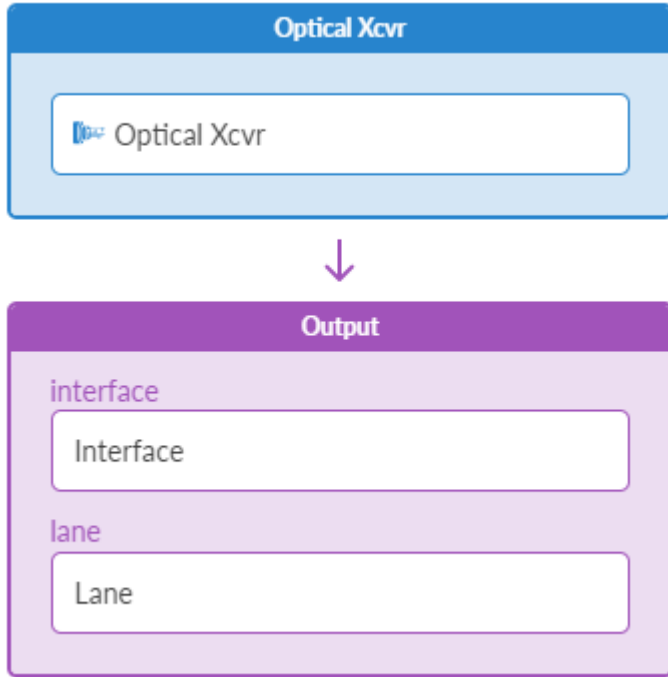 Optical Xcvr
Optical Xcvr
Output
interface
Interface
lane
Lane